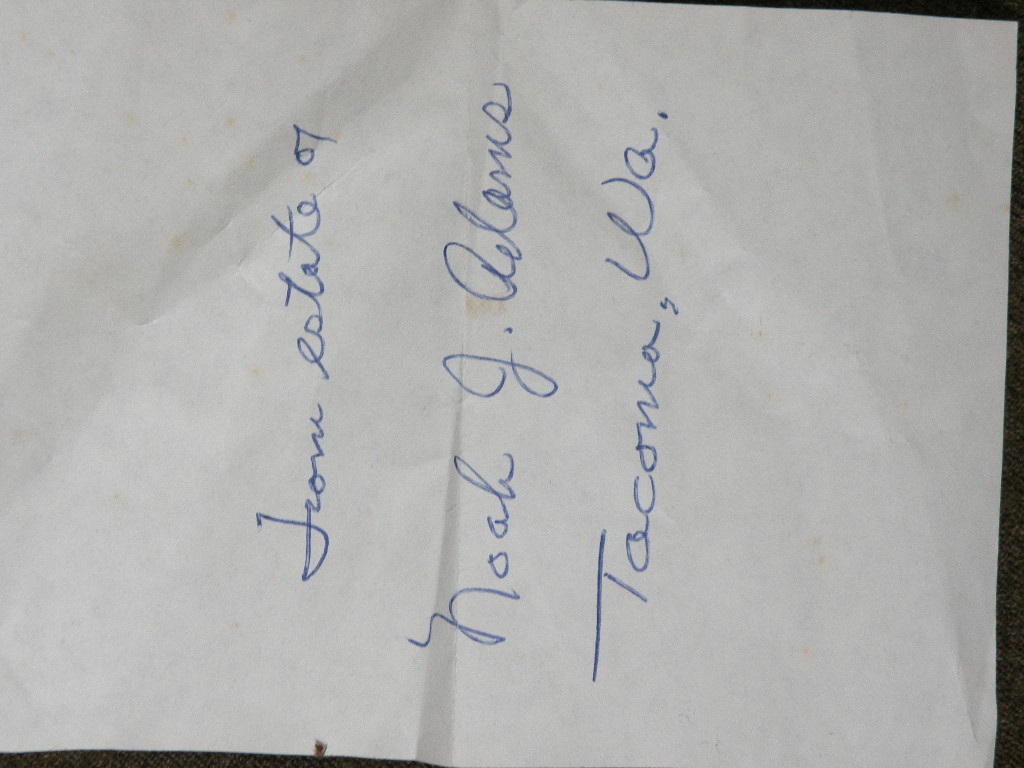 From estate of
Noah J. Adams
Tacoma, Wa.